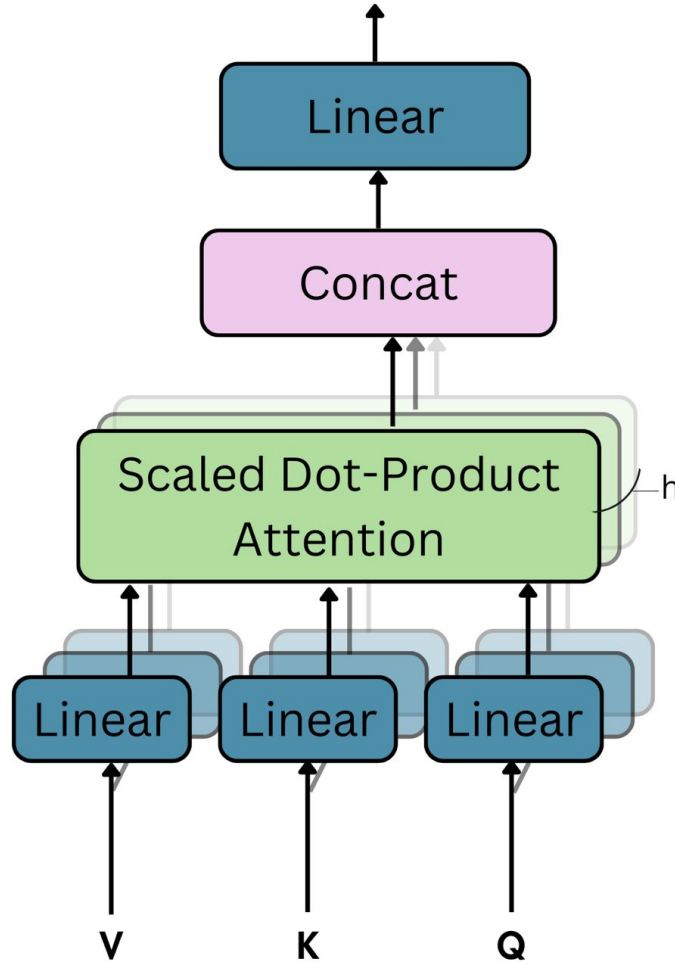 Linear
Concat
Scaled Dot-Product
Attention
h
Linear
Linear
Linear
V
K
Q